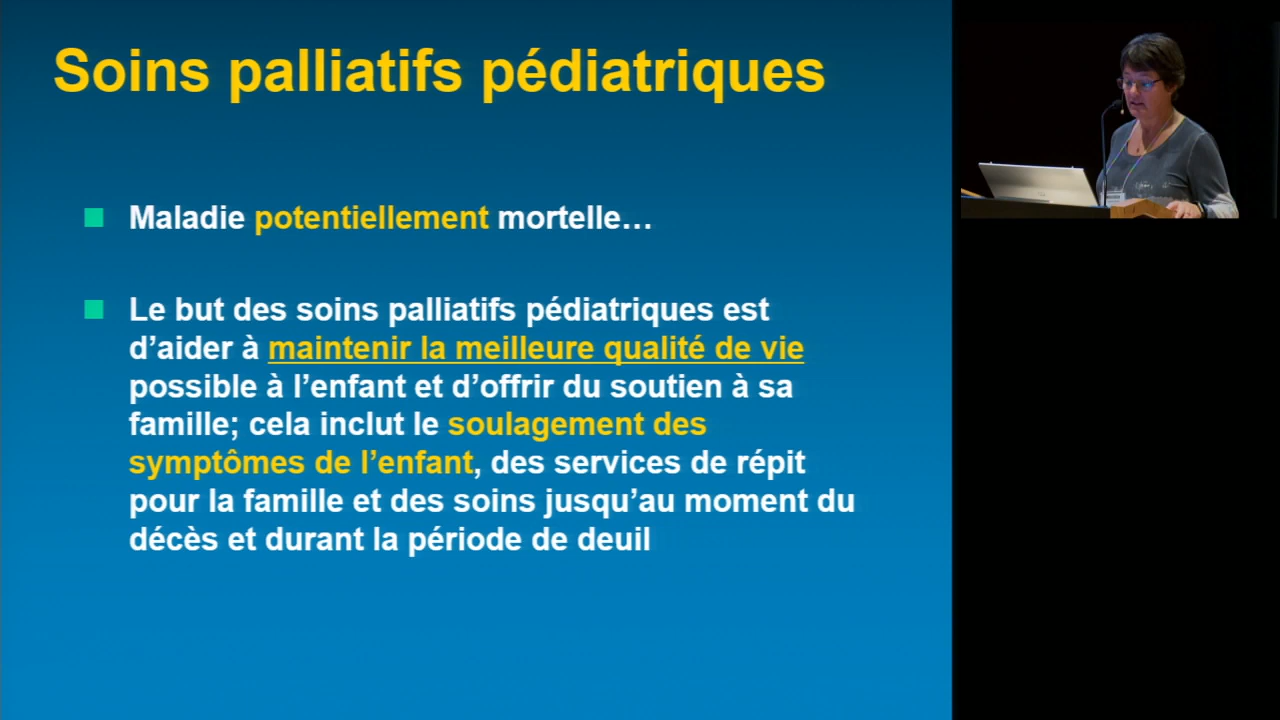 Soins palliatifs pédiatriques
Maladie potentiellement mortelle…
Le but des soins palliatifs pédiatriques est
d’aider à maintenir la meilleure qualité de vie
possible à l’enfant et d’offrir du soutien à sa
famille; cela inclut le soulagement des
symptômes de l’enfant, des services de répit
pour la famille et des soins jusqu’au moment du
décès et durant la période de deuil